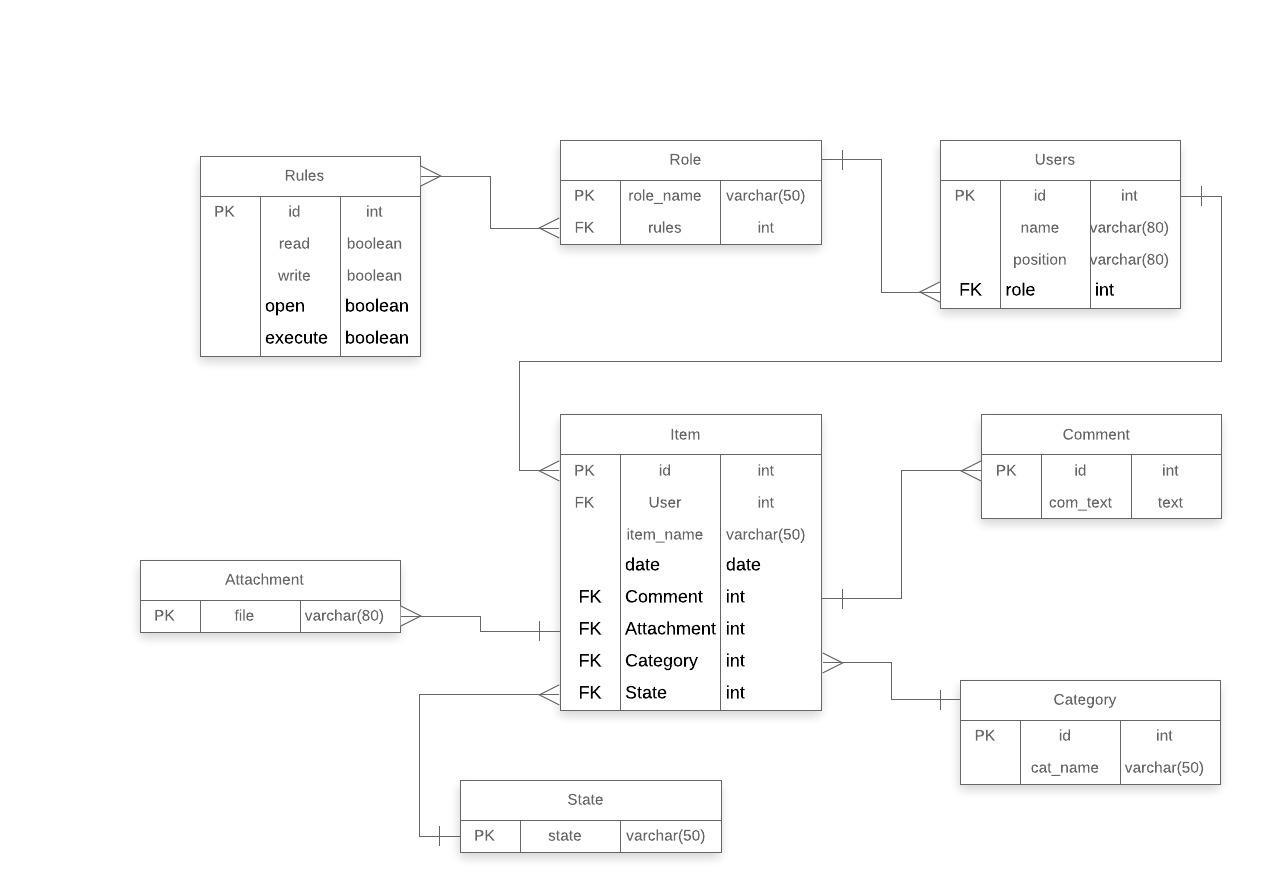 Rules
PK id int
read boolean
write boolean
open boolean
execute boolean
Role
PK role_name varchar(50)
FK rules int
Users
PK id int
name varchar(80)
position varchar(80)
FK role int
Item
PK id int
FK User int
item_name varchar(50)
date date
FK Comment int
FK Attachment int
FK Category int
FK State int
Comment
PK id int
com_text text
Attachment
PK file varchar(80)
Category
PK id int
cat_name varchar(50)
State
PK state varchar(50)